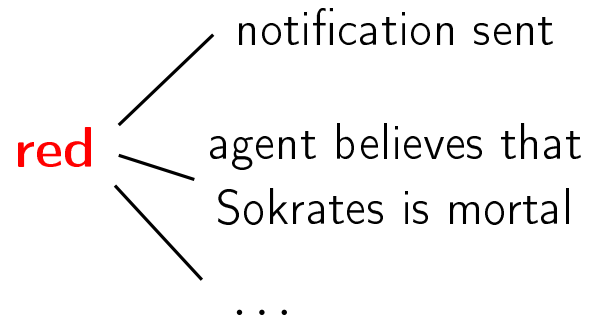 notification sent
red
agent believes that
Sokrates is mortal
...